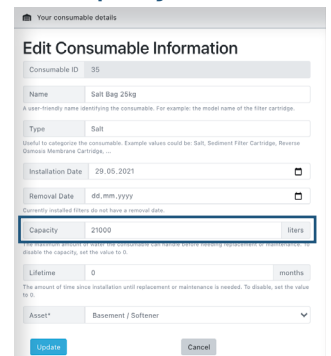 Your consumable details
Edit Consumable Information
Consumable ID 35
Name Salt Bag 25kg
A user-friendly name identifying the consumable. For example: the model name of the filter cartridge.
Type Salt
Useful to categorize the consumable. Example values could be: Salt, Sediment Filter Cartridge, Reverse
Osmosis Membrane Cartridge, ...
Installation Date 29.05.2021
Removal Date dd.mm.yyyy
Currently installed filters do not have a removal date.
Capacity 21000 liters
The maximum amount of water the consumable can handle before needing replacement or maintenance. To
disable the capacity, set the value to 0.
Lifetime 0 months
The amount of time since installation until replacement or maintenance is needed. To disable, set the value
to 0.
Asset* Basement / Softener
Update Cancel